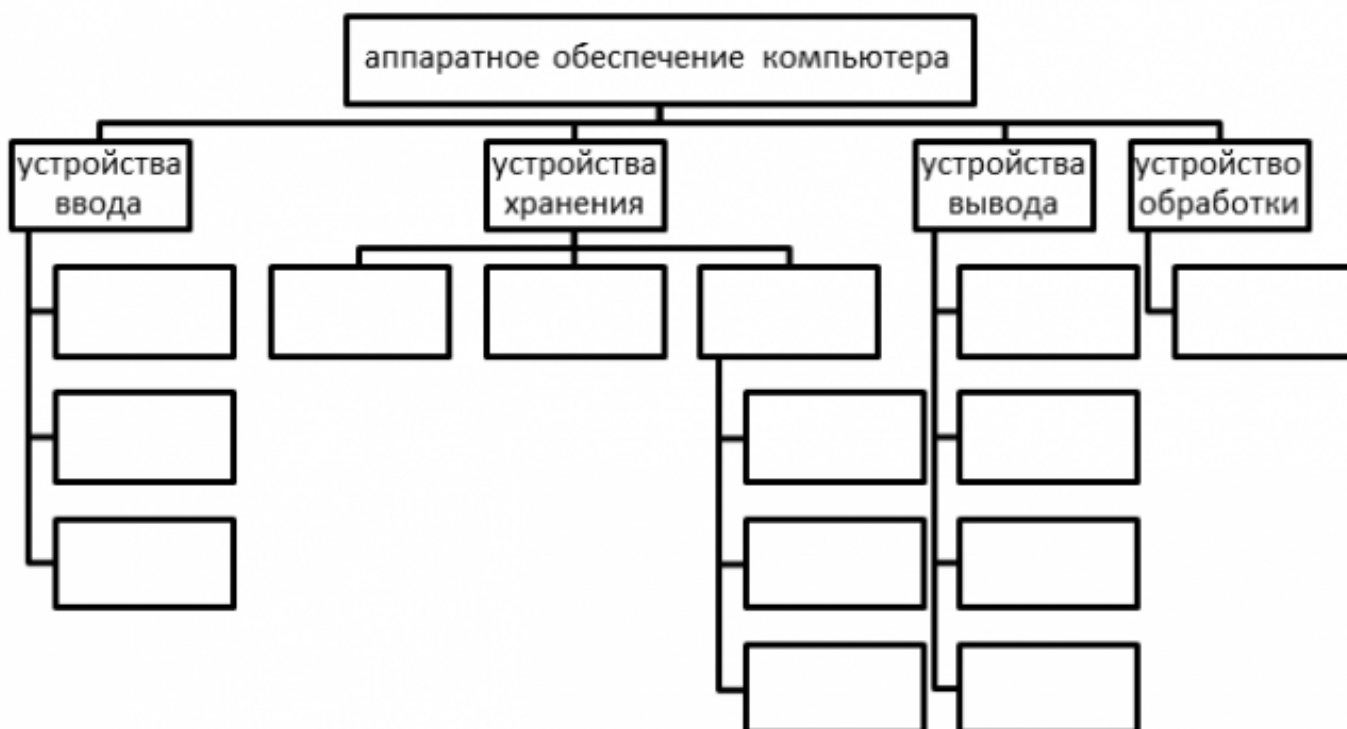 аппаратное обеспечение компьютера
устройства
ввода
устройства
хранения
устройства
вывода
устройство
обработки